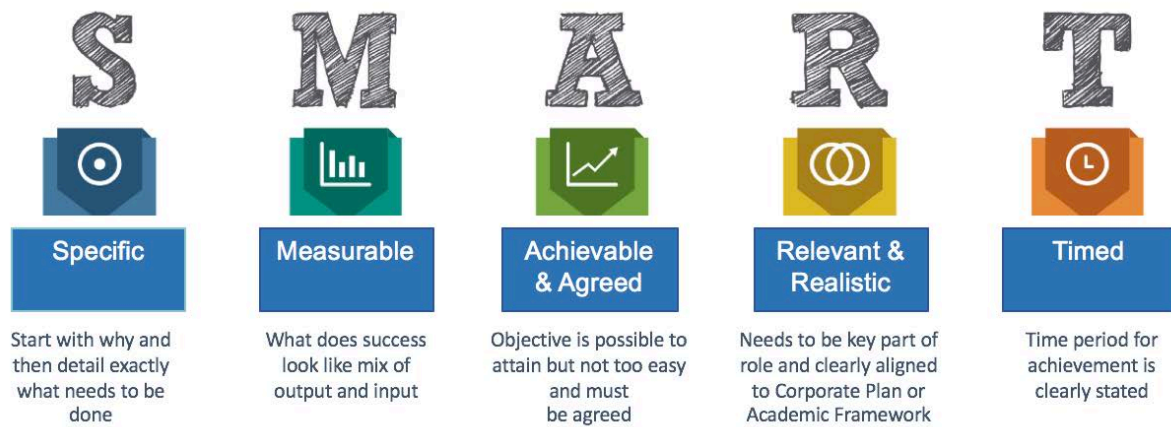 S M A R T
Specific
Measurable
Achievable
& Agreed
Relevant &
Realistic
Timed
Start with why and
then detail exactly
what needs to be
done
What does success
look like mix of
output and input
Objective is possible to
attain but not too easy
and must
be agreed
Needs to be key part of
role and clearly aligned
to Corporate Plan or
Academic Framework
Time period for
achievement is
clearly stated